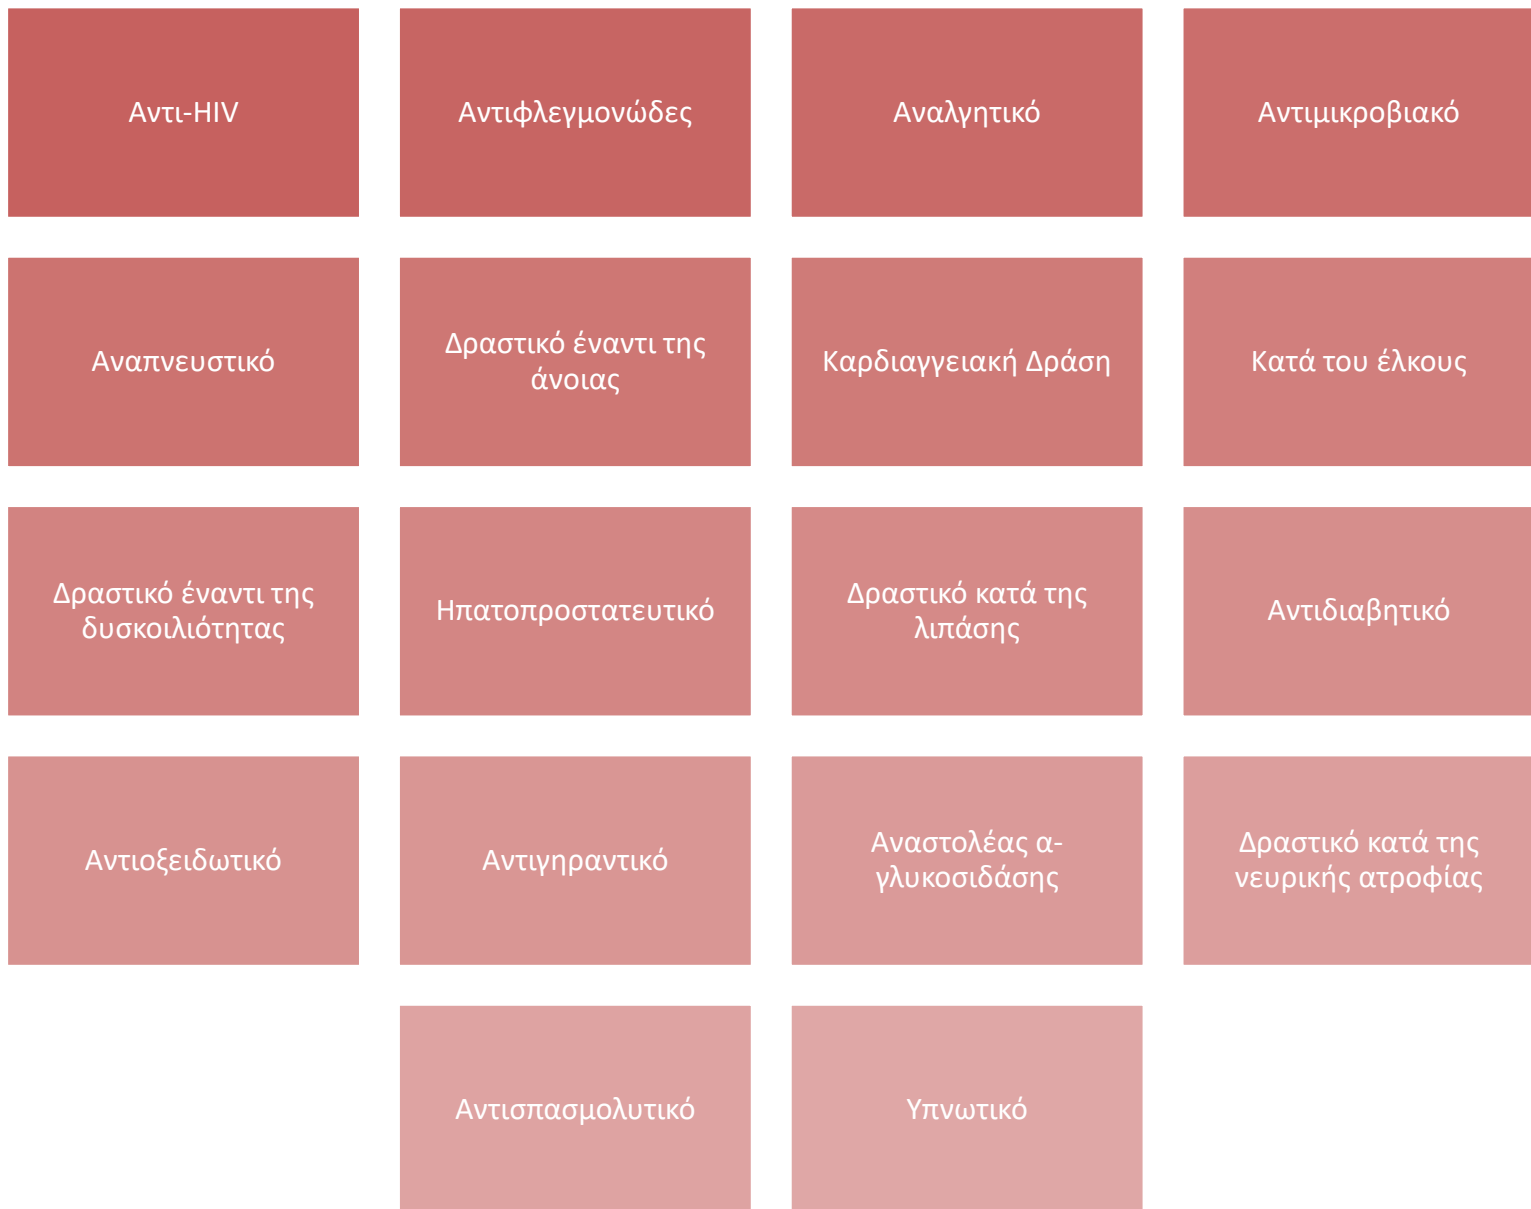 Αντι-HIV
Αντιφλεγμονώδες
Αναλγητικό
Αντιμικροβιακό
Αναπνευστικό
Δραστικό έναντι της
άνοιας
Καρδιαγγειακή Δράση
Κατά του έλκους
Δραστικό έναντι της
δυσκοιλιότητας
Ηπατοπροστατευτικό
Δραστικό κατά της
λιπάσης
Αντιδιαβητικό
Αντιοξειδωτικό
Αντιγηραντικό
Αναστολέας α-
γλυκοσιδάσης
Δραστικό κατά της
νευρικής ατροφίας
Αντισπασμολυτικό
Υπνωτικό